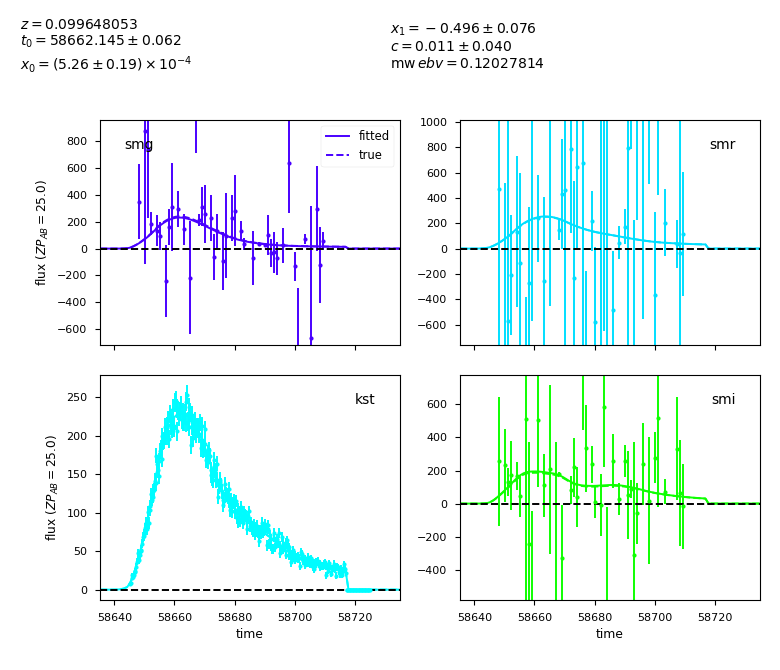 z = 0.099648053
t₀ = 58662.145 ± 0.062
x₀ = (5.26 ± 0.19) × 10⁻⁴
x₁ = −0.496 ± 0.076
c = 0.011 ± 0.040
mw ebv = 0.12027814
smg
fitted
true
800
600
400
200
0
−200
−400
−600
flux (ZP_AB = 25.0)
smr
1000
800
600
400
200
0
−200
−400
−600
kst
250
200
150
100
50
0
flux (ZP_AB = 25.0)
58640 58660 58680 58700 58720
time
smi
600
400
200
0
−200
−400
58640 58660 58680 58700 58720
time